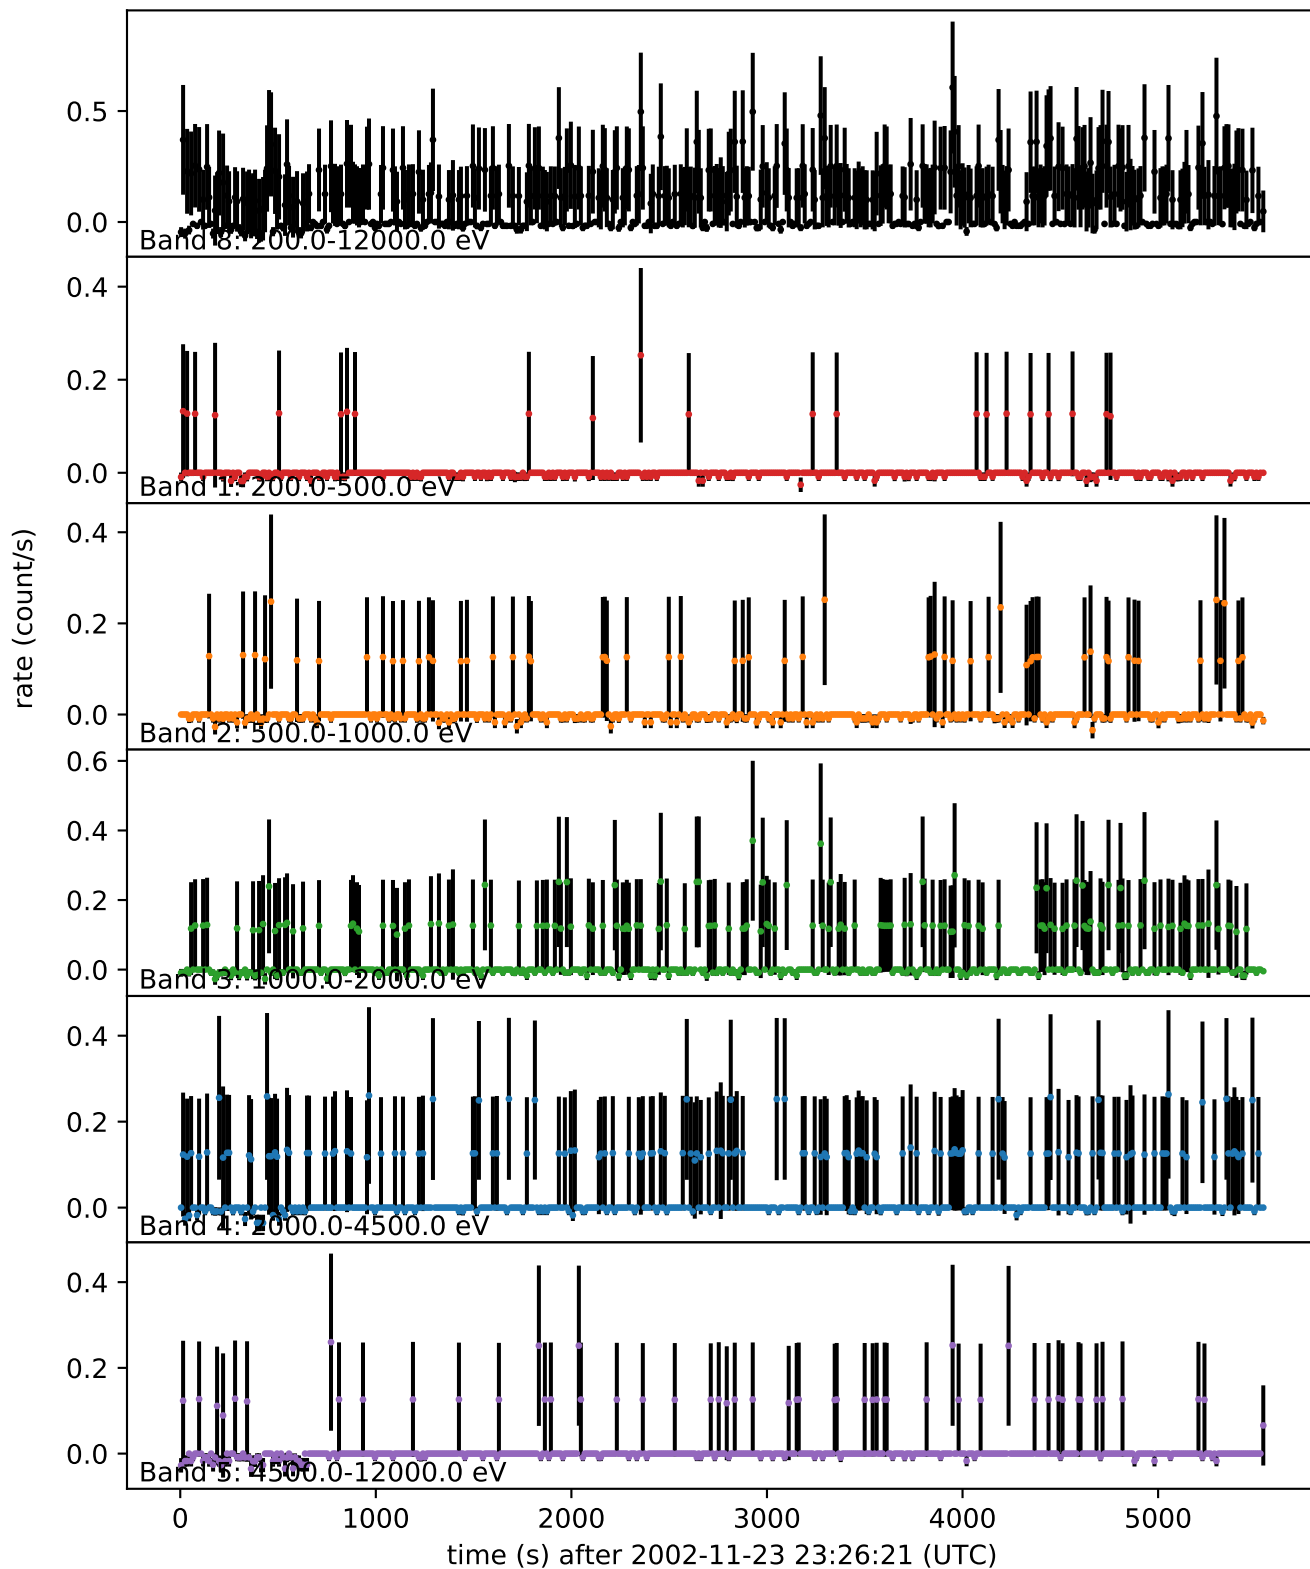 0.5
0.0
Band 8: 200.0-12000.0 eV
0.4
0.2
0.0
Band 1: 200.0-500.0 eV
0.4
0.2
0.0
Band 2: 500.0-1000.0 eV
rate (count/s)
0.6
0.4
0.2
0.0
Band 3: 1000.0-2000.0 eV
0.4
0.2
0.0
Band 4: 2000.0-4500.0 eV
0.4
0.2
0.0
Band 5: 4500.0-12000.0 eV
0 1000 2000 3000 4000 5000
time (s) after 2002-11-23 23:26:21 (UTC)